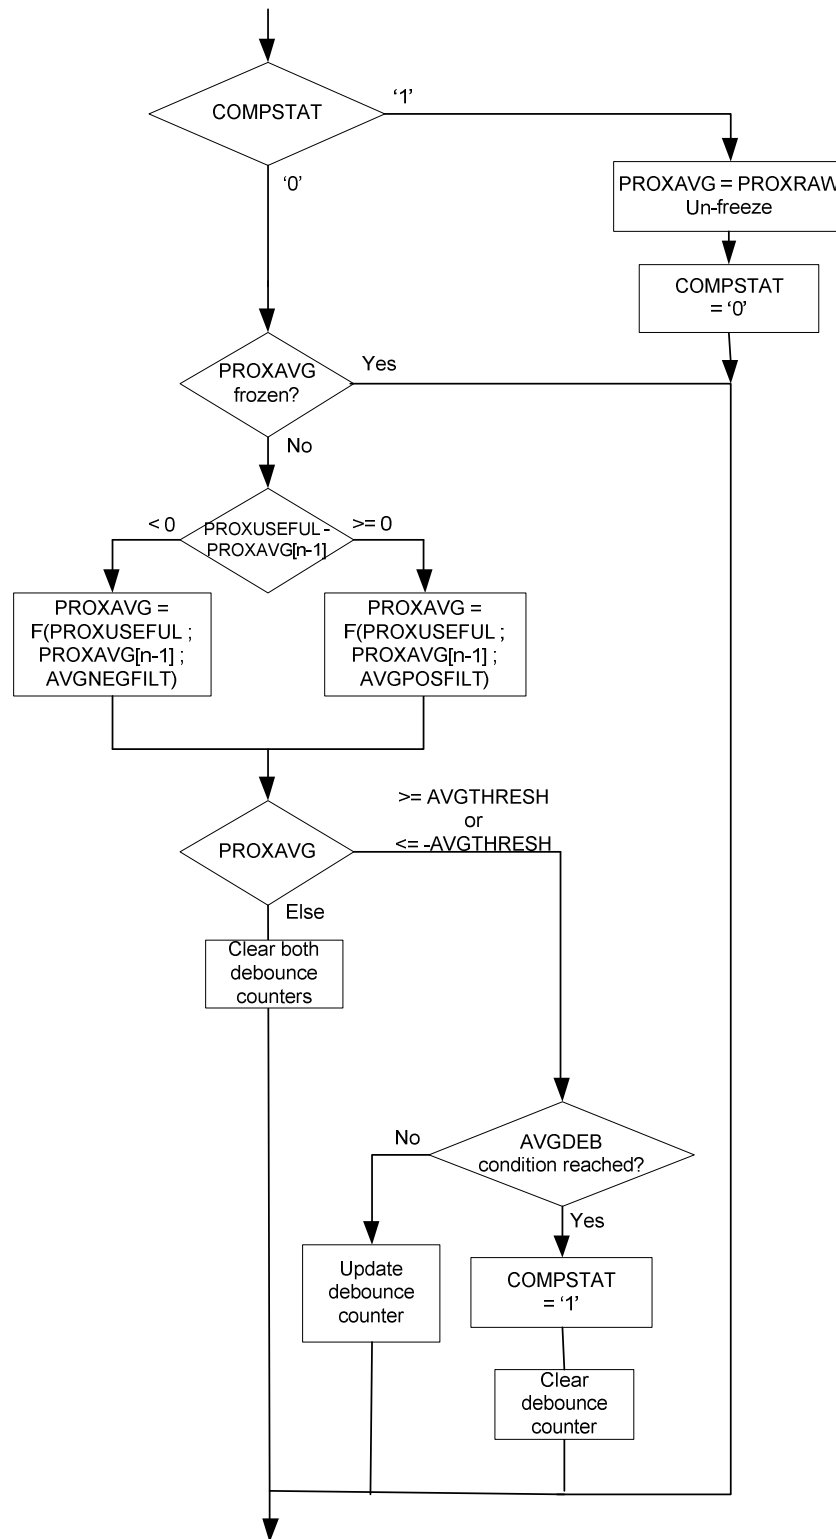 COMPSTAT
‘1’
‘0’
PROXAVG = PROXRAW
Un-freeze
COMPSTAT
= ‘0’
PROXAVG
frozen?
Yes
No
PROXUSEFUL -
PROXAVG[n-1]
< 0
>= 0
PROXAVG =
F(PROXUSEFUL ;
PROXAVG[n-1] ;
AVGNEGFILT)
PROXAVG =
F(PROXUSEFUL ;
PROXAVG[n-1] ;
AVGPOSFILT)
PROXAVG
>= AVGTHRESH
or
<= -AVGTHRESH
Else
Clear both
debounce
counters
AVGDEB
condition reached?
No
Yes
Update
debounce
counter
COMPSTAT
= ‘1’
Clear
debounce
counter